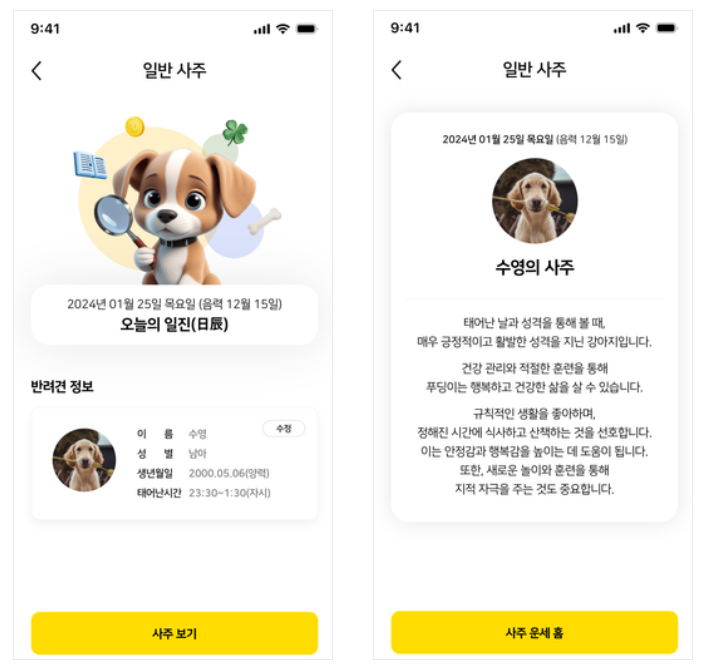 9:41
일반 사주
2024년 01월 25일 목요일 (음력 12월 15일)
오늘의 일진(日辰)
반려견 정보
이 름 수영
수정
성 별 남아
생년월일 2000.05.06(양력)
태어난시간 23:30~1:30(자시)
사주 보기
9:41
일반 사주
2024년 01월 25일 목요일 (음력 12월 15일)
수영의 사주
태어난 날과 성격을 통해 볼 때,
매우 긍정적이고 활발한 성격을 지닌 강아지입니다.
건강 관리와 적절한 훈련을 통해
푸딩이는 행복하고 건강한 삶을 살 수 있습니다.
규칙적인 생활을 좋아하며,
정해진 시간에 식사하고 산책하는 것을 선호합니다.
이는 안정감과 행복감을 높이는 데 도움이 됩니다.
또한, 새로운 놀이와 훈련을 통해
지적 자극을 주는 것도 중요합니다.
사주 운세 홈